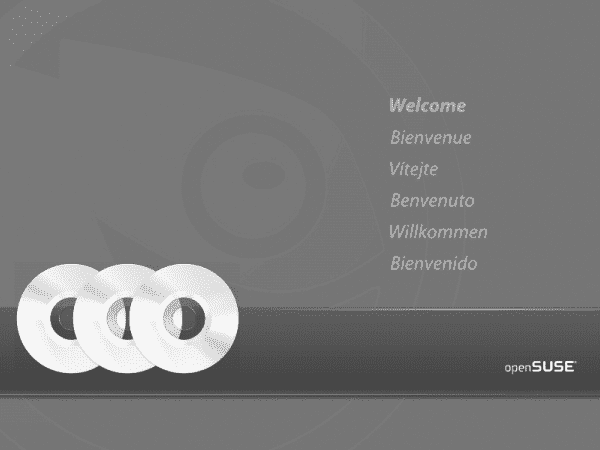 Welcome
Bienvenue
Vítejte
Benvenuto
Willkommen
Bienvenido
openSUSE